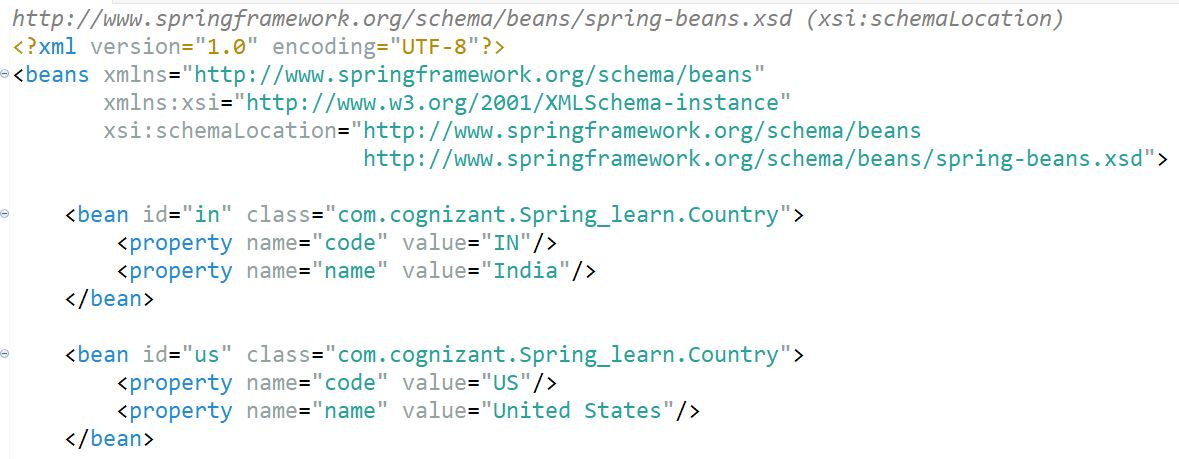 http://www.springframework.org/schema/beans/spring-beans.xsd (xsi:schemaLocation)
<?xml version="1.0" encoding="UTF-8"?>
<beans xmlns="http://www.springframework.org/schema/beans"
       xmlns:xsi="http://www.w3.org/2001/XMLSchema-instance"
       xsi:schemaLocation="http://www.springframework.org/schema/beans
                           http://www.springframework.org/schema/beans/spring-beans.xsd">

    <bean id="in" class="com.cognizant.Spring_learn.Country">
        <property name="code" value="IN"/>
        <property name="name" value="India"/>
    </bean>

    <bean id="us" class="com.cognizant.Spring_learn.Country">
        <property name="code" value="US"/>
        <property name="name" value="United States"/>
    </bean>